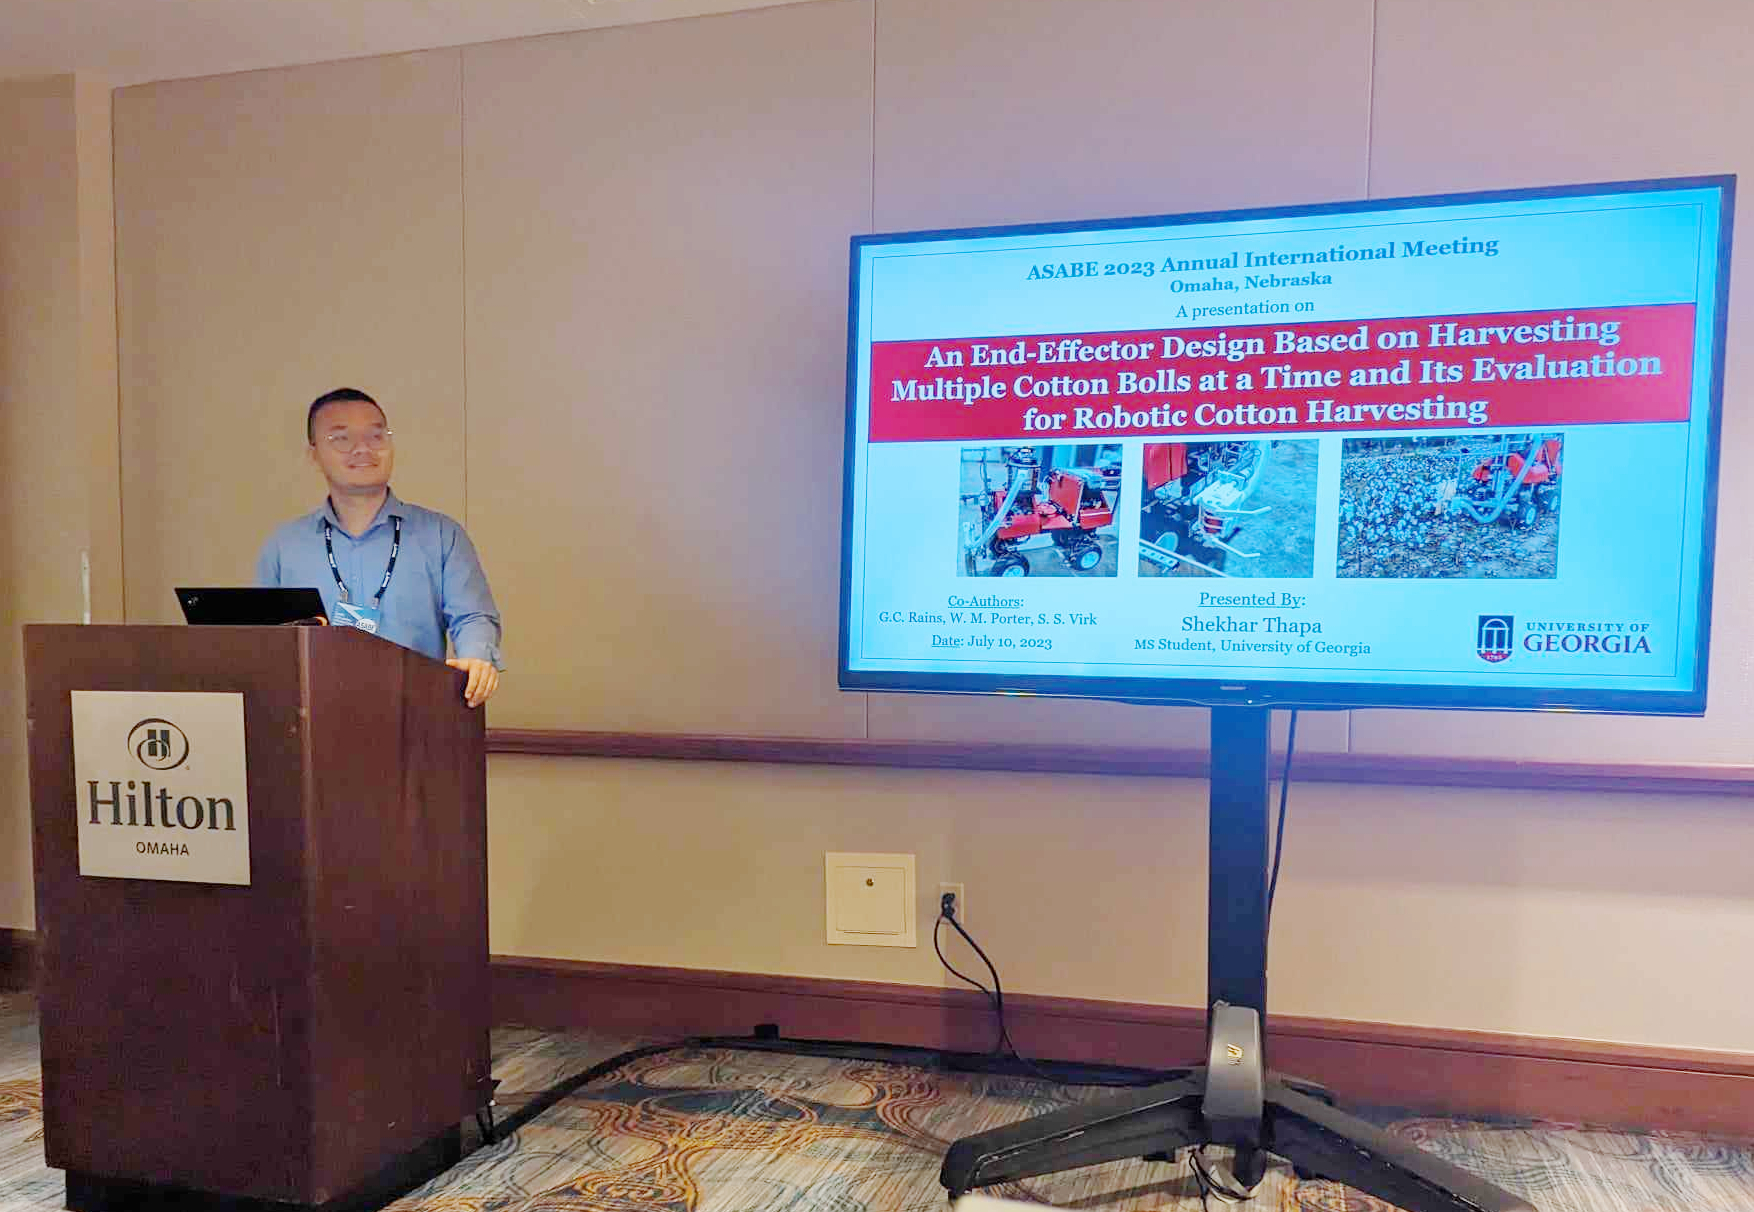 ASABE 2023 Annual International Meeting
Omaha, Nebraska
A presentation on
An End-Effector Design Based on Harvesting
Multiple Cotton Bolls at a Time and Its Evaluation
for Robotic Cotton Harvesting
Co-Authors:
G.C. Rains, W. M. Porter, S. S. Virk
Date: July 10, 2023
Presented By:
Shekhar Thapa
MS Student, University of Georgia
1785
UNIVERSITY OF
GEORGIA
ASABE
H
Hilton
OMAHA